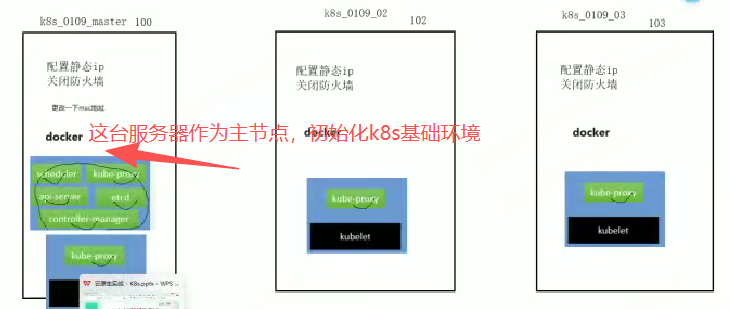 k8s_0109_master 100
配置静态ip
关闭防火墙
更改一下mac地址
docker
这台服务器作为主节点，初始化k8s基础环境
scheduler
kube-proxy
api-server
etcd
controller-manager
kube-proxy
云原生实战 - K8s.pptx - WPS ...
k8s_0109_02
102
配置静态ip
关闭防火墙
docker
kube-proxy
kubelet
k8s_0109_03
103
配置静态ip
关闭防火墙
docker
kube-proxy
kubelet